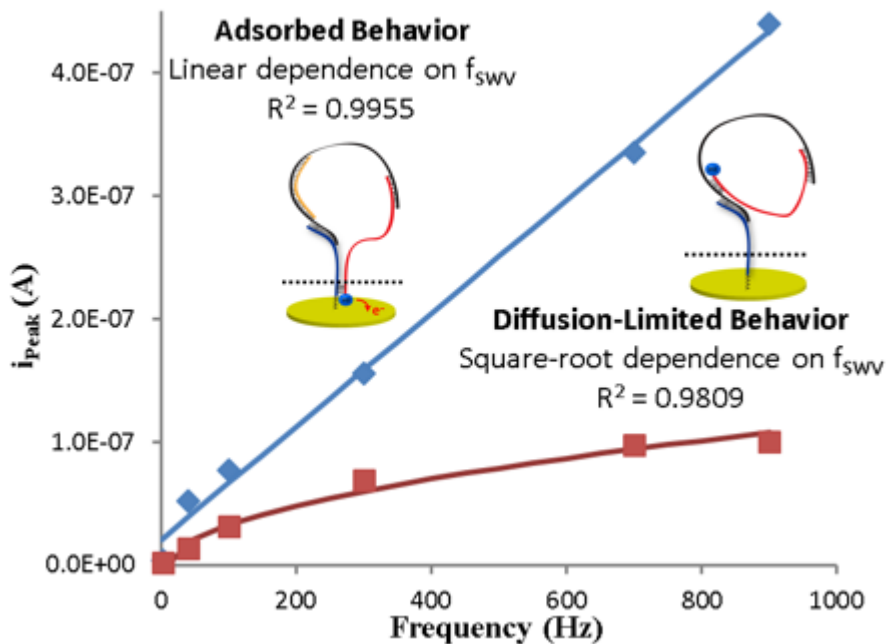 Adsorbed Behavior
Linear dependence on fSWV
R² = 0.9955
4.0E-07
3.0E-07
2.0E-07
1.0E-07
0.0E+00
iPeak (A)
e-
Diffusion-Limited Behavior
Square-root dependence on fSWV
R² = 0.9809
0
200
400
600
800
1000
Frequency (Hz)